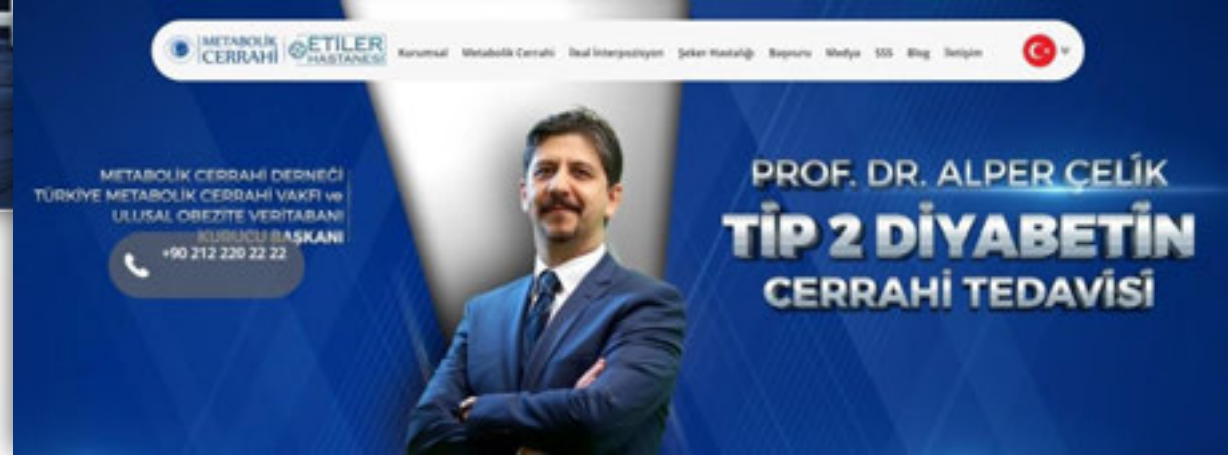 METABOLİK
CERRAHİ
ETİLER
HASTANESİ
Kurumsal Metabolik Cerrahi İleal İnterpozisyon Şeker Hastalığı Başvuru Medya SSS Blog İletişim
METABOLİK CERRAHİ DERNEĞİ
TÜRKİYE METABOLİK CERRAHİ VAKFI ve
ULUSAL OBEZİTE VERİTABANI
KURUCU BAŞKANI
+90 212 220 22 22
PROF. DR. ALPER ÇELİK
TİP 2 DİYABETİN
CERRAHİ TEDAVİSİ